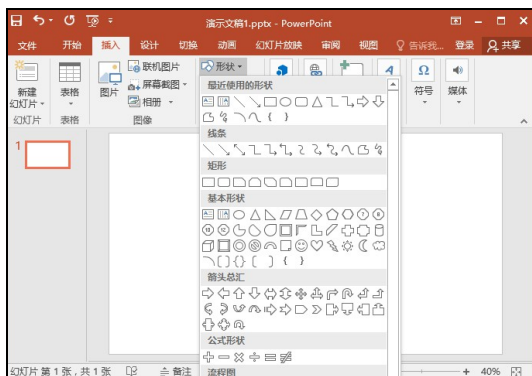 演示文稿1.pptx - PowerPoint
文件 开始 插入 设计 切换 动画 幻灯片放映 审阅 视图 告诉我... 登录 共享
新建
幻灯片
表格
图片
联机图片
屏幕截图
相册
形状
符号
媒体
幻灯片 表格 图像
最近使用的形状
线条
矩形
基本形状
箭头总汇
公式形状
流程图
1
幻灯片 第 1 张，共 1 张 备注 40%